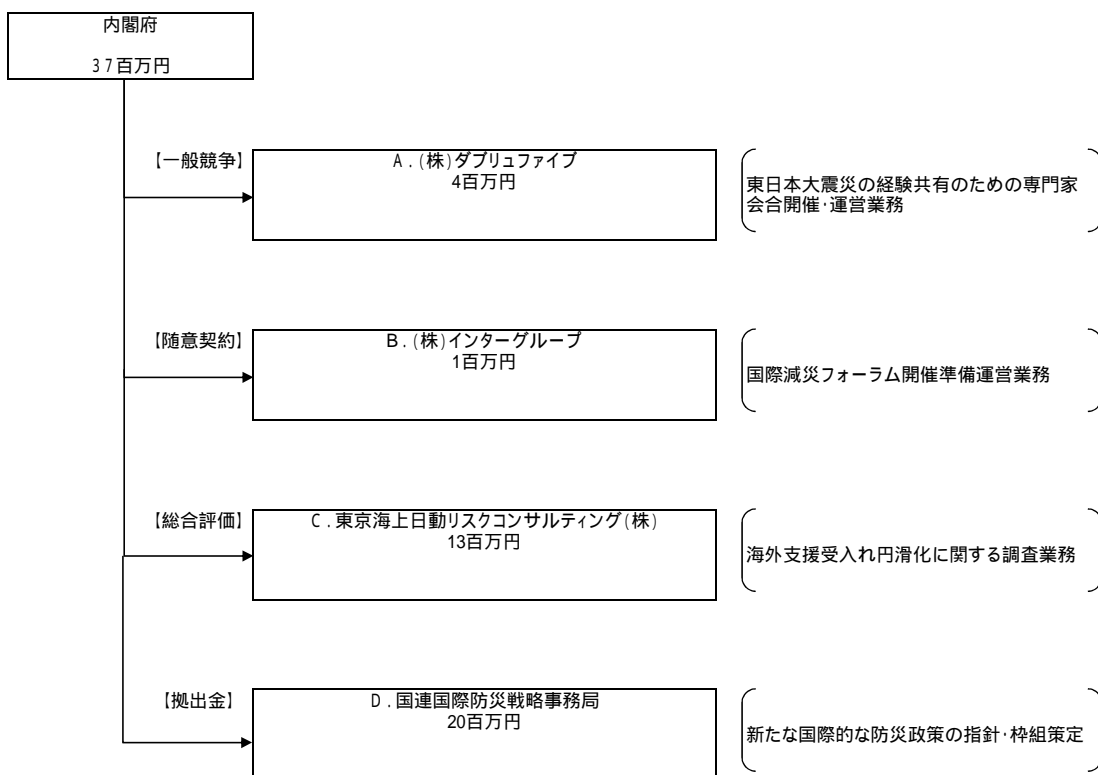 内閣府
37百万円
【一般競争】
A.(株)ダブリュファイブ
4百万円
東日本大震災の経験共有のための専門家
会合開催・運営業務
【随意契約】
B.(株)インターグループ
1百万円
国際減災フォーラム開催準備運営業務
【総合評価】
C.東京海上日動リスクコンサルティング(株)
13百万円
海外支援受入れ円滑化に関する調査業務
【拠出金】
D.国連国際防災戦略事務局
20百万円
新たな国際的な防災政策の指針・枠組策定